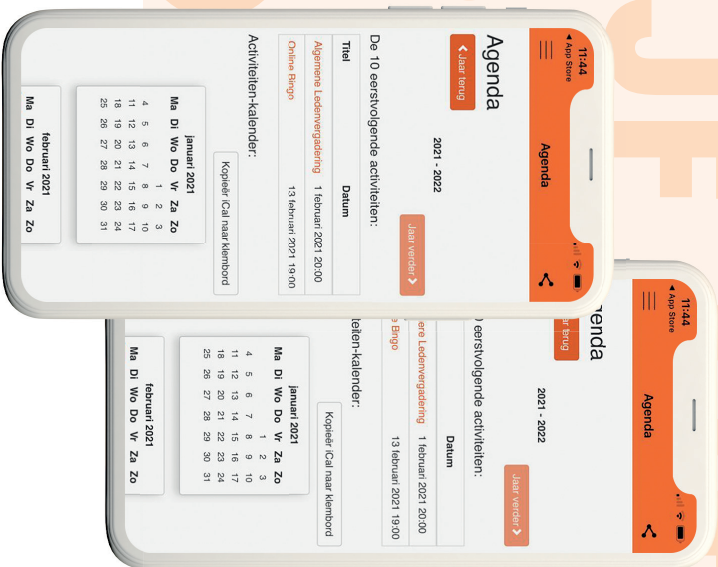 11:44
◀ App Store
Agenda
Agenda
‹ Jaar terug
2021 - 2022
Jaar verder ›
De 10 eerstvolgende activiteiten:
Titel Datum
Algemene Ledenvergadering 1 februari 2021 20:00
Online Bingo 13 februari 2021 19:00
Activiteiten-kalender:
Kopieër iCal naar klembord
januari 2021
Ma Di Wo Do Vr Za Zo
1 2 3
4 5 6 7 8 9 10
11 12 13 14 15 16 17
18 19 20 21 22 23 24
25 26 27 28 29 30 31
februari 2021
Ma Di Wo Do Vr Za Zo
11:44
◀ App Store
Agenda
enda
ar terug
2021 - 2022
Jaar verder ›
eerstvolgende activiteiten:
Datum
ere Ledenvergadering 1 februari 2021 20:00
e Bingo 13 februari 2021 19:00
teiten-kalender:
Kopieër iCal naar klembord
januari 2021
Ma Di Wo Do Vr Za Zo
1 2 3
4 5 6 7 8 9 10
11 12 13 14 15 16 17
18 19 20 21 22 23 24
25 26 27 28 29 30 31
februari 2021
Ma Di Wo Do Vr Za Zo